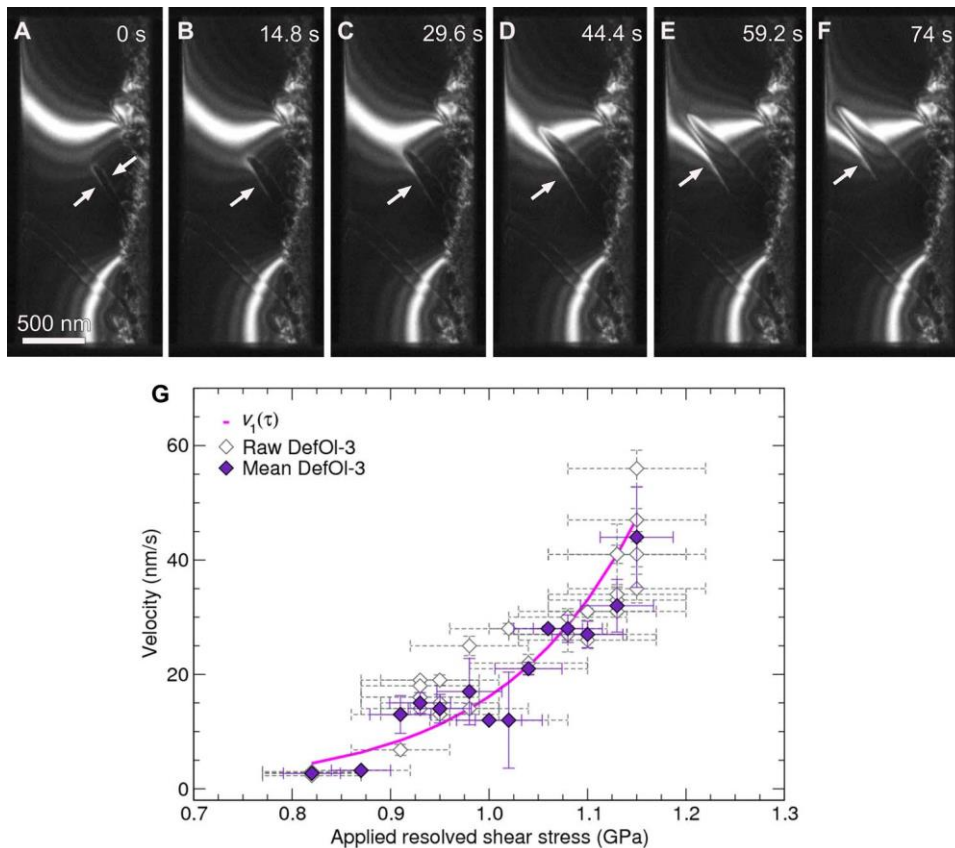 A 0 s B 14.8 s C 29.6 s D 44.4 s E 59.2 s F 74 s
500 nm
G
V₁(τ)
Raw DefOl-3
Mean DefOl-3
60
40
20
0
Velocity (nm/s)
0.7 0.8 0.9 1.0 1.1 1.2 1.3
Applied resolved shear stress (GPa)